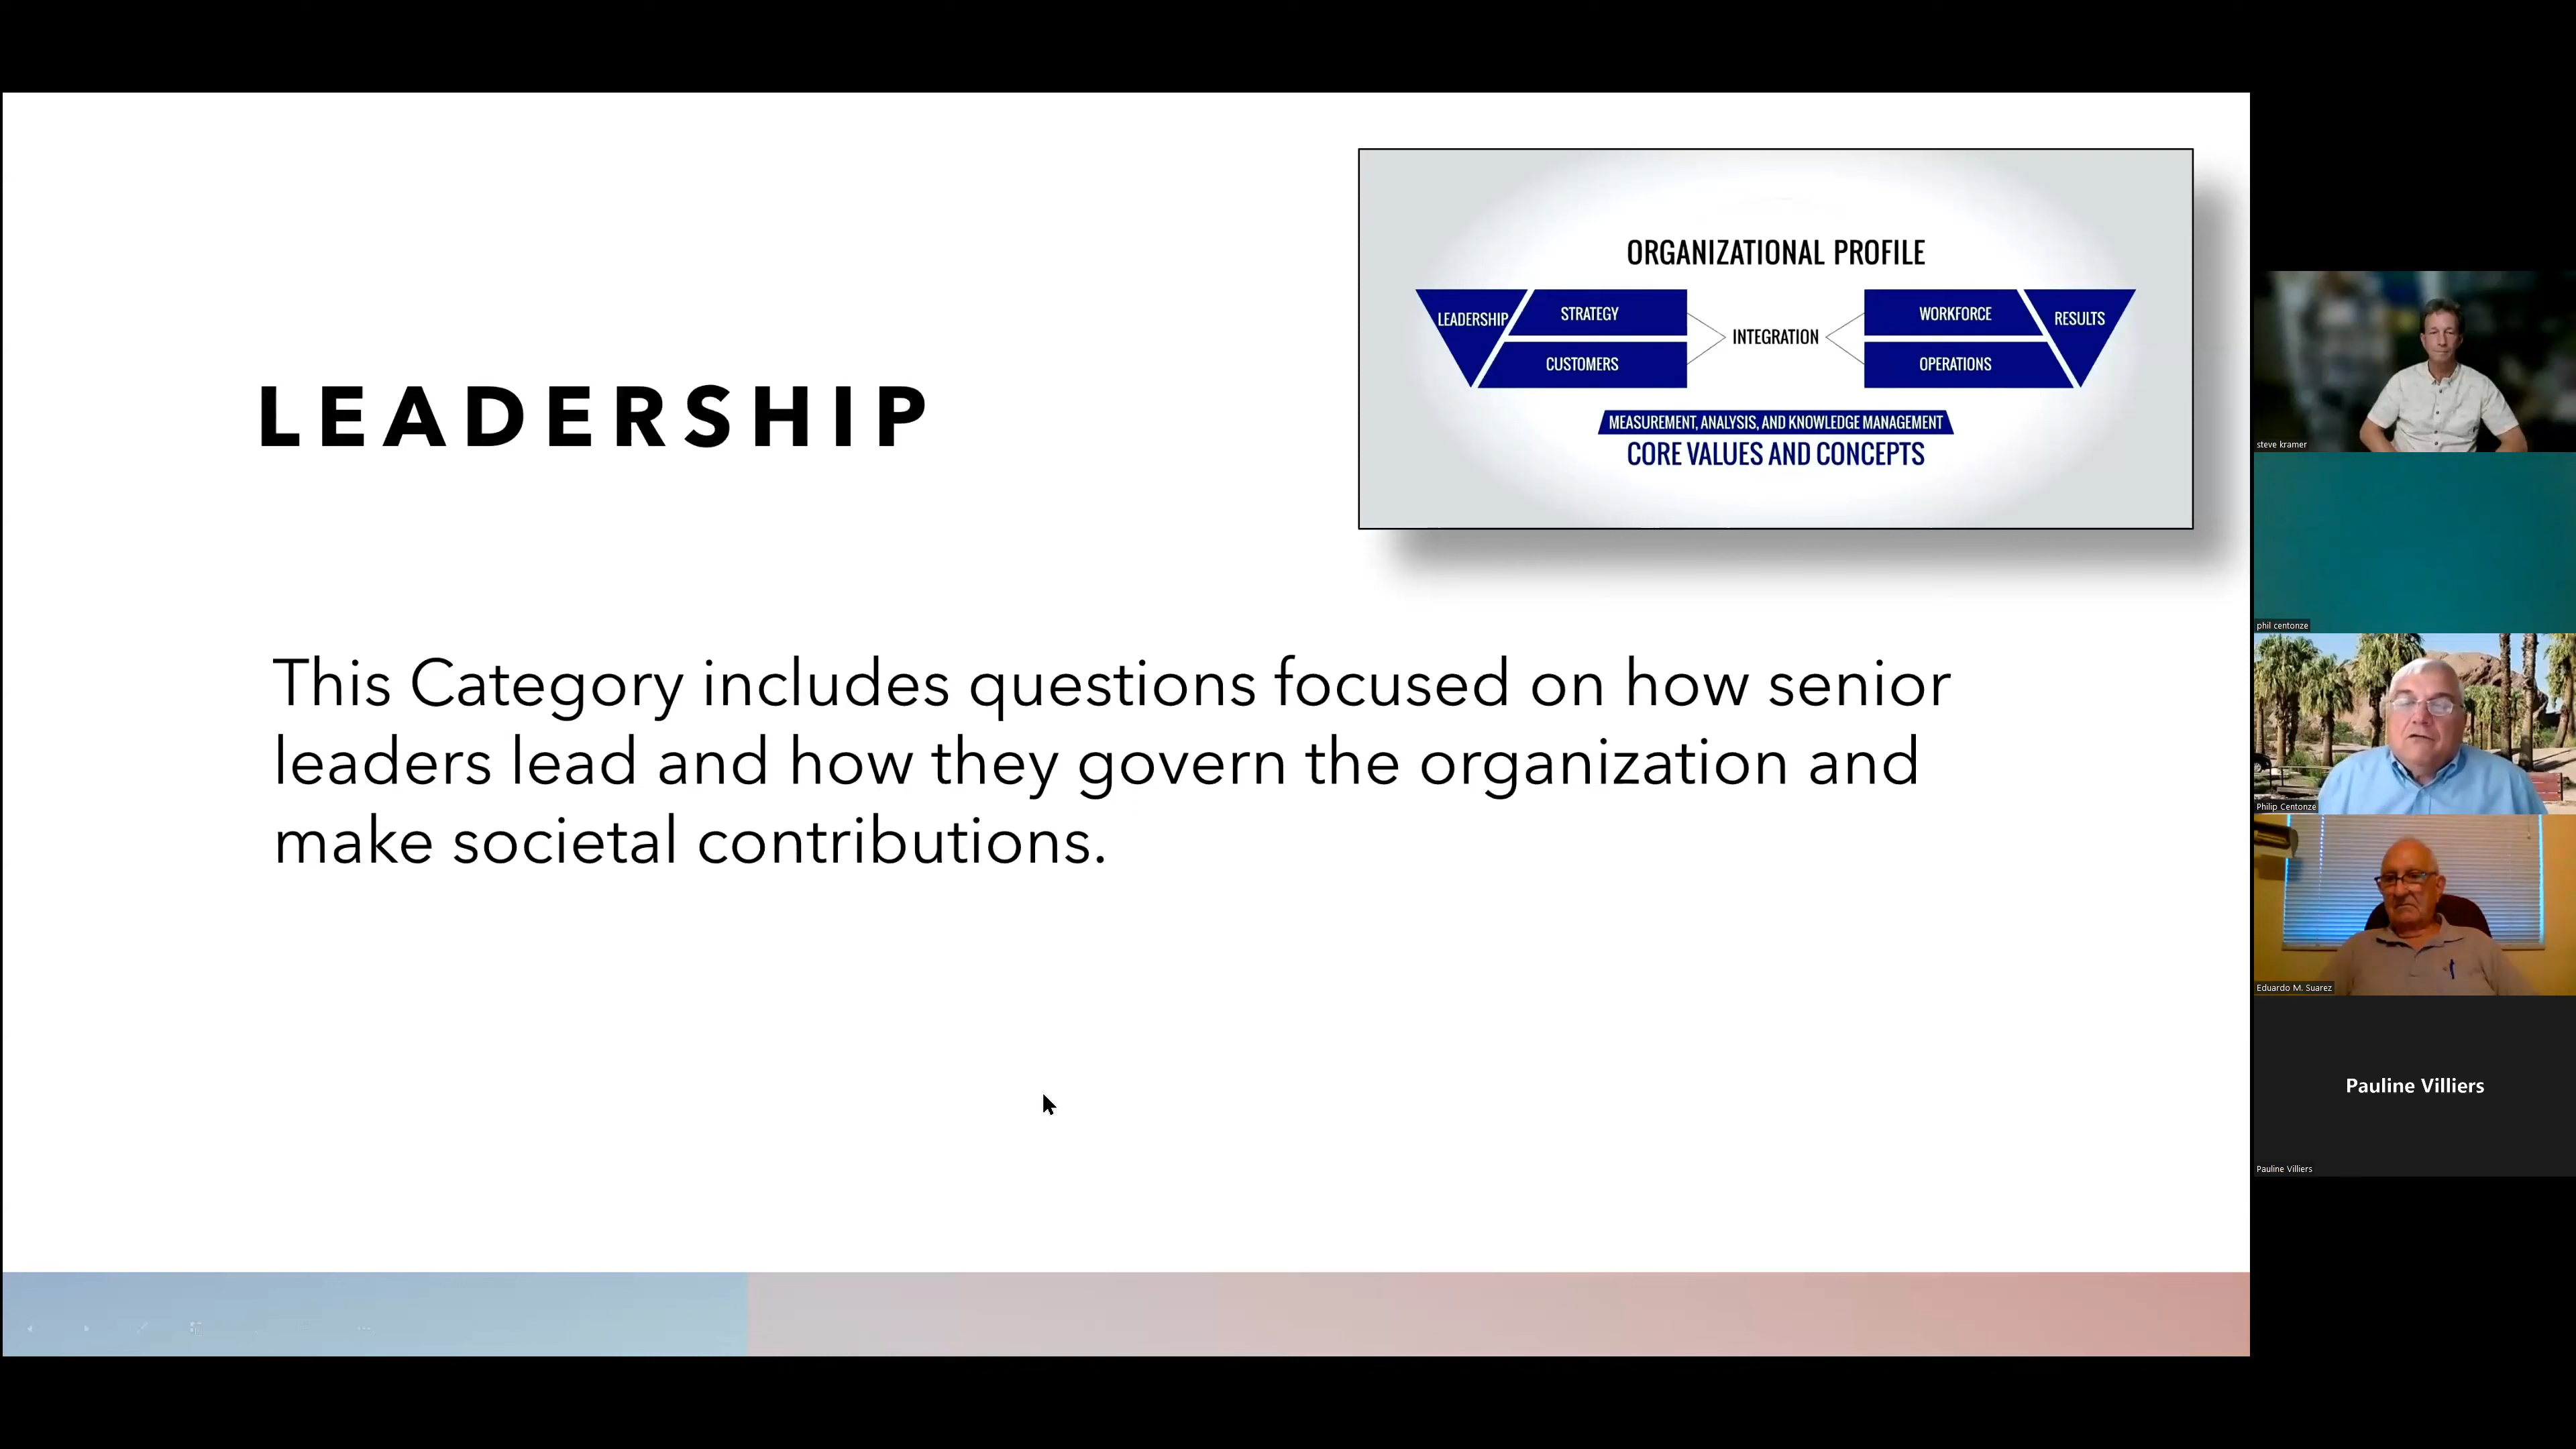 LEADERSHIP
This Category includes questions focused on how senior
leaders lead and how they govern the organization and
make societal contributions.
ORGANIZATIONAL PROFILE
LEADERSHIP
STRATEGY
CUSTOMERS
INTEGRATION
WORKFORCE
OPERATIONS
RESULTS
MEASUREMENT, ANALYSIS, AND KNOWLEDGE MANAGEMENT
CORE VALUES AND CONCEPTS
steve kramer
phil centonze
Philip Centonze
Eduardo M. Suarez
Pauline Villiers
Pauline Villiers